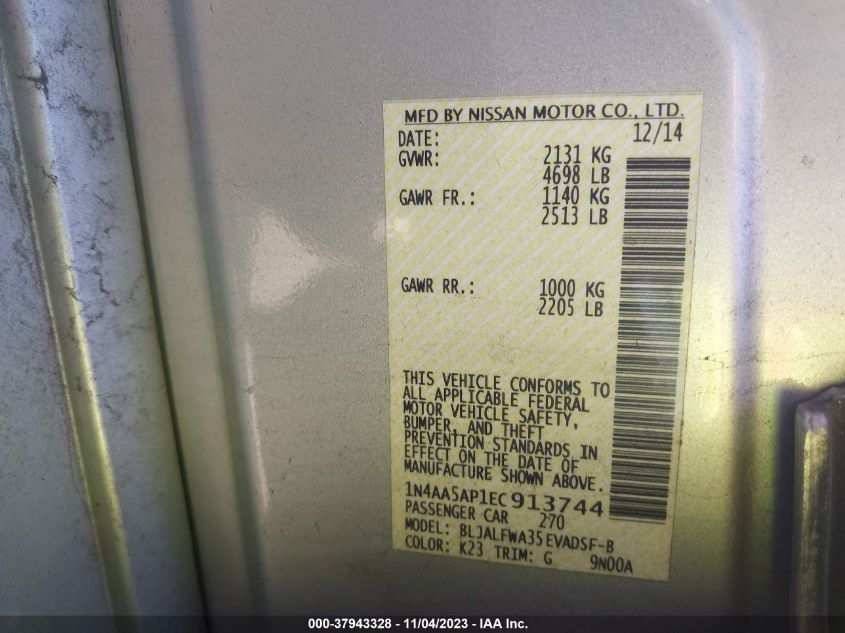 MFD BY NISSAN MOTOR CO., LTD.
DATE: 12/14
GVWR: 2131 KG
4698 LB
GAWR FR.: 1140 KG
2513 LB
GAWR RR.: 1000 KG
2205 LB
THIS VEHICLE CONFORMS TO
ALL APPLICABLE FEDERAL
MOTOR VEHICLE SAFETY,
BUMPER, AND THEFT
PREVENTION STANDARDS IN
EFFECT ON THE DATE OF
MANUFACTURE SHOWN ABOVE.
1N4AA5AP1EC913744
PASSENGER CAR 270
MODEL: BLJALFWA35EVADSF-B
COLOR: K23 TRIM: G 9N00A
000-37943328 - 11/04/2023 - IAA Inc.